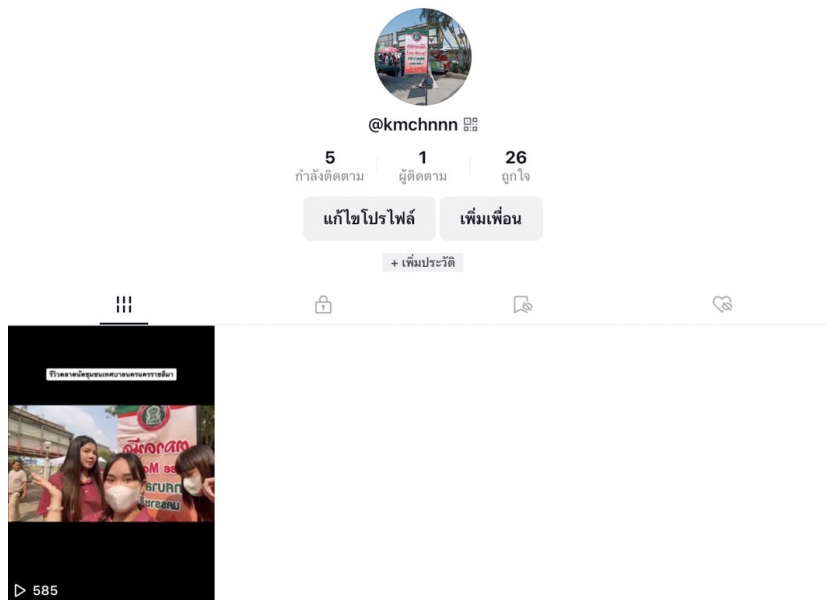 @kmchnnn
5 1 26
กำลังติดตาม ผู้ติดตาม ถูกใจ
แก้ไขโปรไฟล์ เพิ่มเพื่อน
+ เพิ่มประวัติ
รีวิวตลาดนัดชุมชนเทศบาลนครนครราชสีมา
585